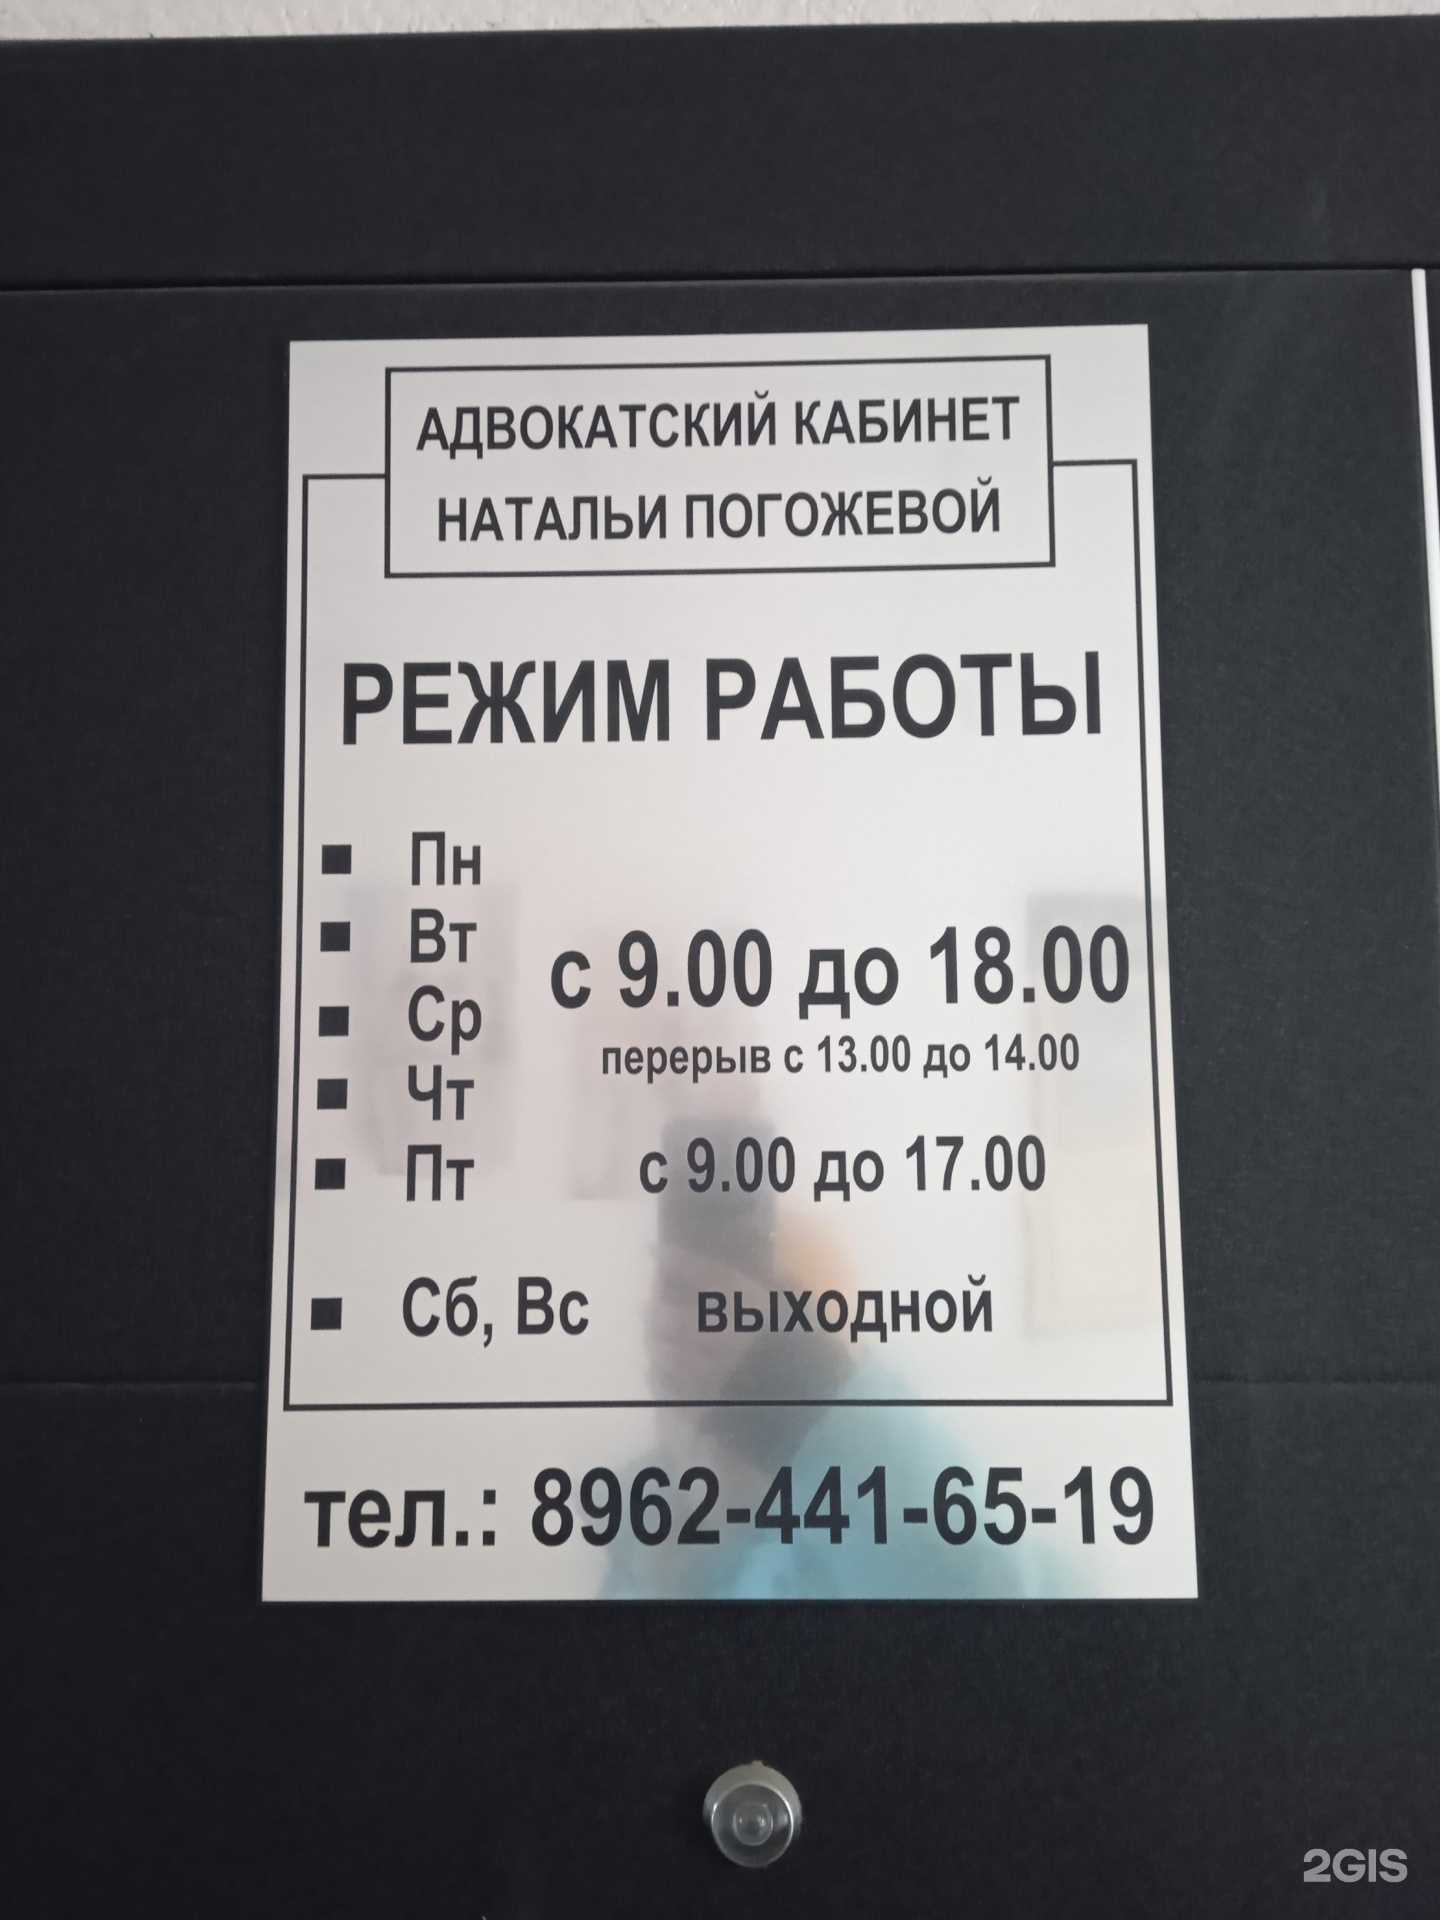 АДВОКАТСКИЙ КАБИНЕТ
НАТАЛЬИ ПОГОЖЕВОЙ
РЕЖИМ РАБОТЫ
▪ Пн
▪ Вт
с 9.00 до 18.00
▪ Ср
перерыв с 13.00 до 14.00
▪ Чт
▪ Пт с 9.00 до 17.00
▪ Сб, Вс выходной
тел.: 8962-441-65-19
2GIS